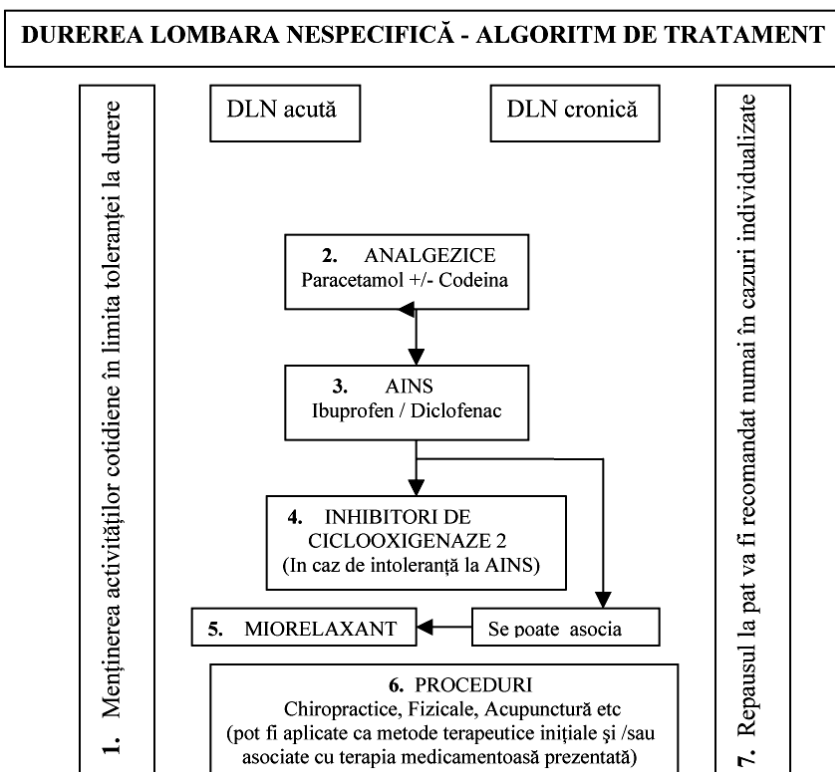 DUREREA LOMBARA NESPECIFICĂ - ALGORITM DE TRATAMENT
DLN acută
DLN cronică
1. Menținerea activităților cotidiene în limita toleranței la durere
2. ANALGEZICE
Paracetamol +/- Codeina
3. AINS
Ibuprofen / Diclofenac
4. INHIBITORI DE
CICLOOXIGENAZE 2
(In caz de intoleranță la AINS)
5. MIORELAXANT
Se poate asocia
6. PROCEDURI
Chiropractice, Fizicale, Acupunctură etc
(pot fi aplicate ca metode terapeutice inițiale şi /sau
asociate cu terapia medicamentoasă prezentată)
7. Repausul la pat va fi recomandat numai în cazuri individualizate